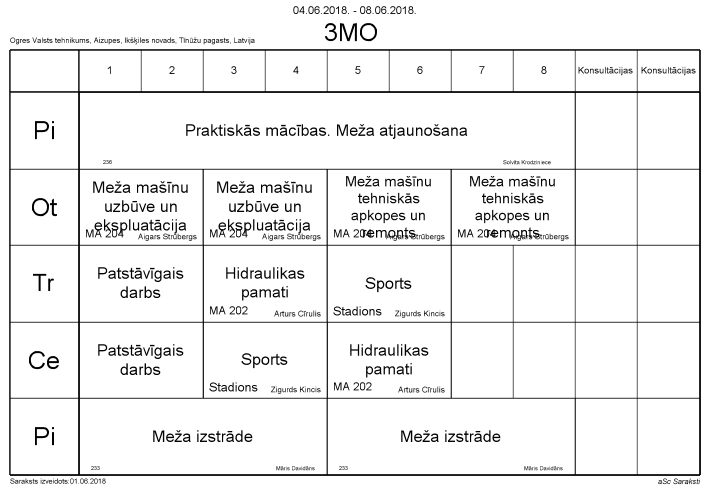 04.06.2018. - 08.06.2018.
Ogres Valsts tehnikums, Aizupes, Ikšķiles novads, Tīnūžu pagasts, Latvija
3MO
1 2 3 4 5 6 7 8 Konsultācijas Konsultācijas
Pi
Praktiskās mācības. Meža atjaunošana
236 Solvita Krodziniece
Ot
Meža mašīnu
uzbūve un
ekspluatācija
MA 204 Aigars Strūbergs
Meža mašīnu
uzbūve un
ekspluatācija
MA 204 Aigars Strūbergs
Meža mašīnu
tehniskās
apkopes un
remonts
MA 204 Aigars Strūbergs
Meža mašīnu
tehniskās
apkopes un
remonts
MA 204 Aigars Strūbergs
Tr
Patstāvīgais
darbs
Hidraulikas
pamati
MA 202 Arturs Cīrulis
Sports
Stadions Zigurds Kincis
Ce
Patstāvīgais
darbs
Sports
Stadions Zigurds Kincis
Hidraulikas
pamati
MA 202 Arturs Cīrulis
Pi
Meža izstrāde
233 Māris Davidāns
Meža izstrāde
233 Māris Davidāns
Saraksts izveidots:01.06.2018 aSc Saraksti